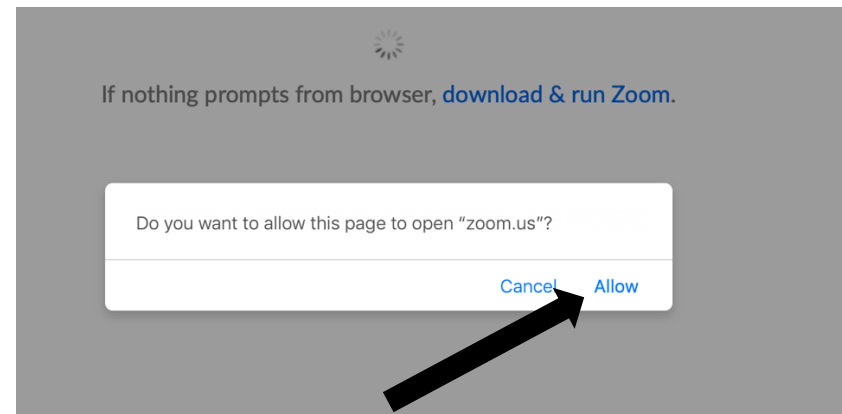 If nothing prompts from browser, download & run Zoom.
Do you want to allow this page to open “zoom.us”?
Cancel Allow